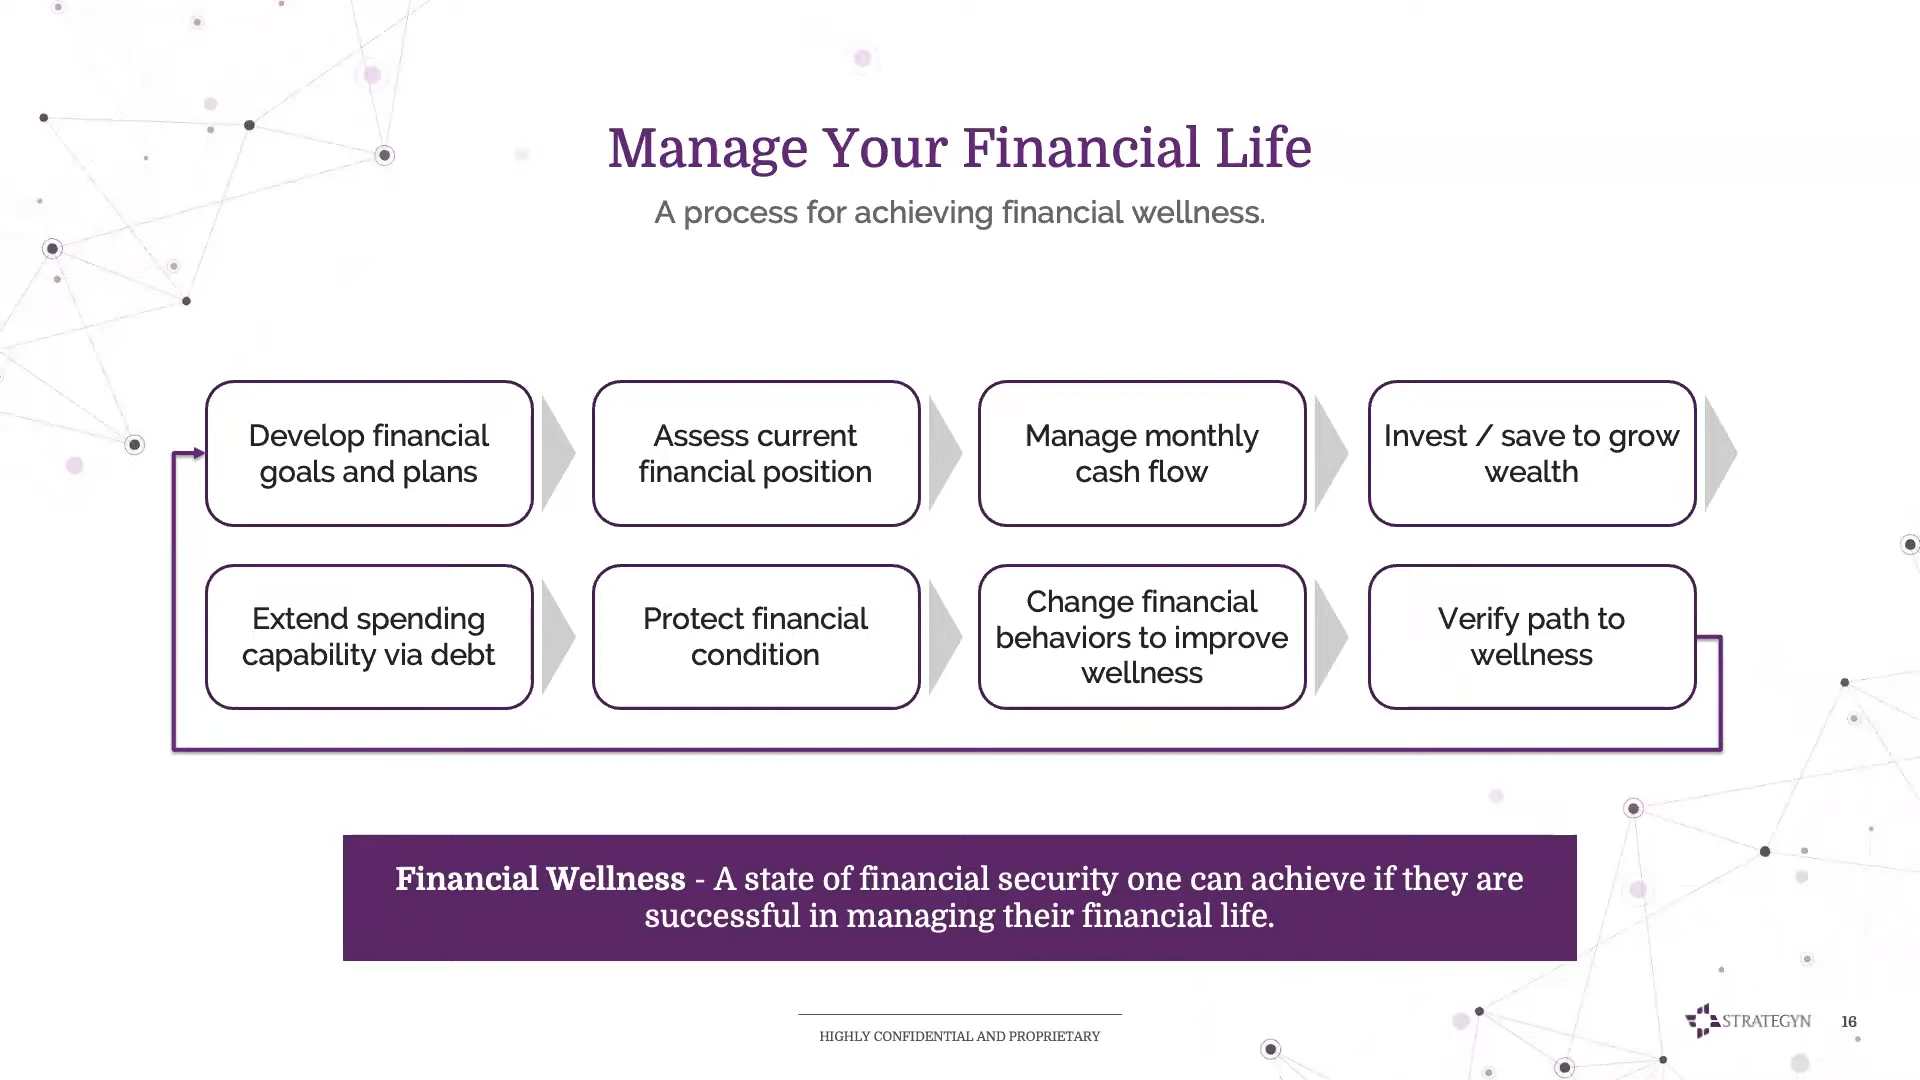 Manage Your Financial Life
A process for achieving financial wellness.
Develop financial
goals and plans
Assess current
financial position
Manage monthly
cash flow
Invest / save to grow
wealth
Extend spending
capability via debt
Protect financial
condition
Change financial
behaviors to improve
wellness
Verify path to
wellness
Financial Wellness - A state of financial security one can achieve if they are
successful in managing their financial life.
HIGHLY CONFIDENTIAL AND PROPRIETARY
STRATEGYN
16